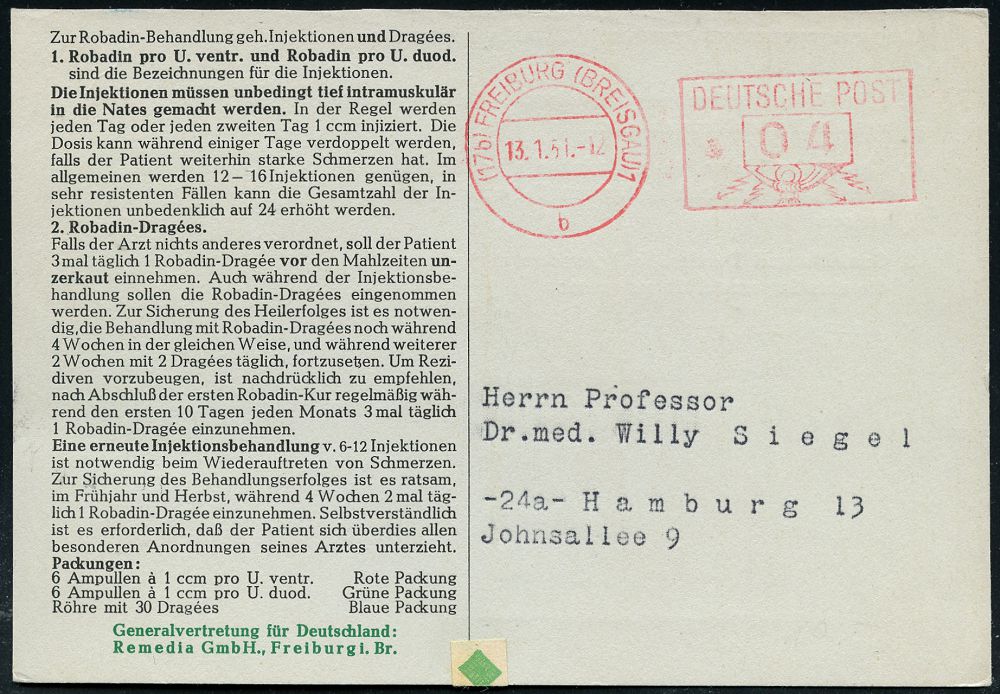 Zur Robadin-Behandlung geh. Injektionen und Dragées.
1. Robadin pro U. ventr. und Robadin pro U. duod.
sind die Bezeichnungen für die Injektionen.
Die Injektionen müssen unbedingt tief intramuskulär
in die Nates gemacht werden. In der Regel werden
jeden Tag oder jeden zweiten Tag 1 ccm injiziert. Die
Dosis kann während einiger Tage verdoppelt werden,
falls der Patient weiterhin starke Schmerzen hat. Im
allgemeinen werden 12 – 16 Injektionen genügen, in
sehr resistenten Fällen kann die Gesamtzahl der In-
jektionen unbedenklich auf 24 erhöht werden.
2. Robadin-Dragées.
Falls der Arzt nichts anderes verordnet, soll der Patient
3 mal täglich 1 Robadin-Dragée vor den Mahlzeiten un-
zerkaut einnehmen. Auch während der Injektionsbe-
handlung sollen die Robadin-Dragées eingenommen
werden. Zur Sicherung des Heilerfolges ist es notwen-
dig, die Behandlung mit Robadin-Dragées noch während
4 Wochen in der gleichen Weise, und während weiterer
2 Wochen mit 2 Dragées täglich, fortzusetzen. Um Rezi-
diven vorzubeugen, ist nachdrücklich zu empfehlen,
nach Abschluß der ersten Robadin-Kur regelmäßig wäh-
rend den ersten 10 Tagen jeden Monats 3 mal täglich
1 Robadin-Dragée einzunehmen.
Eine erneute Injektionsbehandlung v. 6-12 Injektionen
ist notwendig beim Wiederauftreten von Schmerzen.
Zur Sicherung des Behandlungserfolges ist es ratsam,
im Frühjahr und Herbst, während 4 Wochen 2 mal täg-
lich 1 Robadin-Dragée einzunehmen. Selbstverständlich
ist es erforderlich, daß der Patient sich überdies allen
besonderen Anordnungen seines Arztes unterzieht.
Packungen:
6 Ampullen à 1 ccm pro U. ventr. Rote Packung
6 Ampullen à 1 ccm pro U. duod. Grüne Packung
Röhre mit 30 Dragées Blaue Packung
Generalvertretung für Deutschland:
Remedia GmbH., Freiburg i. Br.
(17b) FREIBURG (BREISGAU) 1
13.1.51.-12
b
DEUTSCHE POST
04
Herrn Professor
Dr.med. Willy Siegel
-24a- Hamburg 13
Johnsallee 9